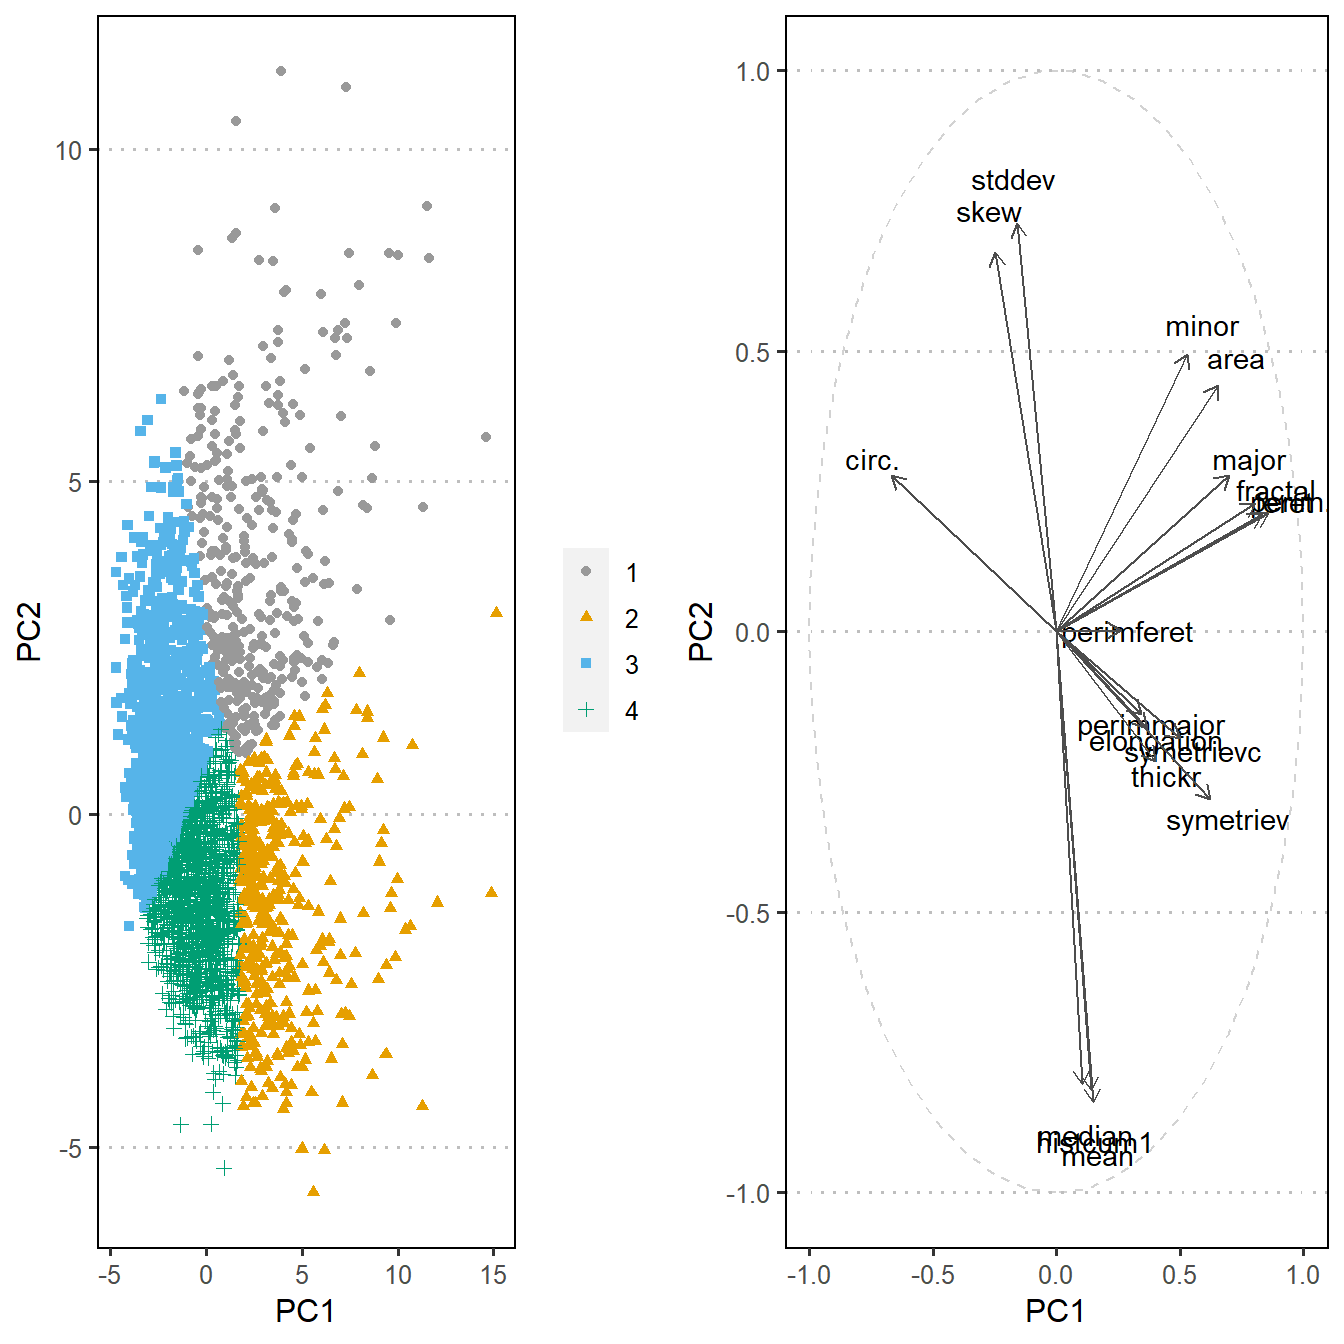 10
5
0
-5
PC2
-5
0
5
10
15
PC1
1
2
3
4
1.0
0.5
0.0
-0.5
-1.0
PC2
-1.0
-0.5
0.0
0.5
1.0
PC1
stddev
skew
minor
area
circ.
major
fractal
perimferet
perimmajor
elongation
symetrievc
thickr
symetriev
median
histcum1
mean